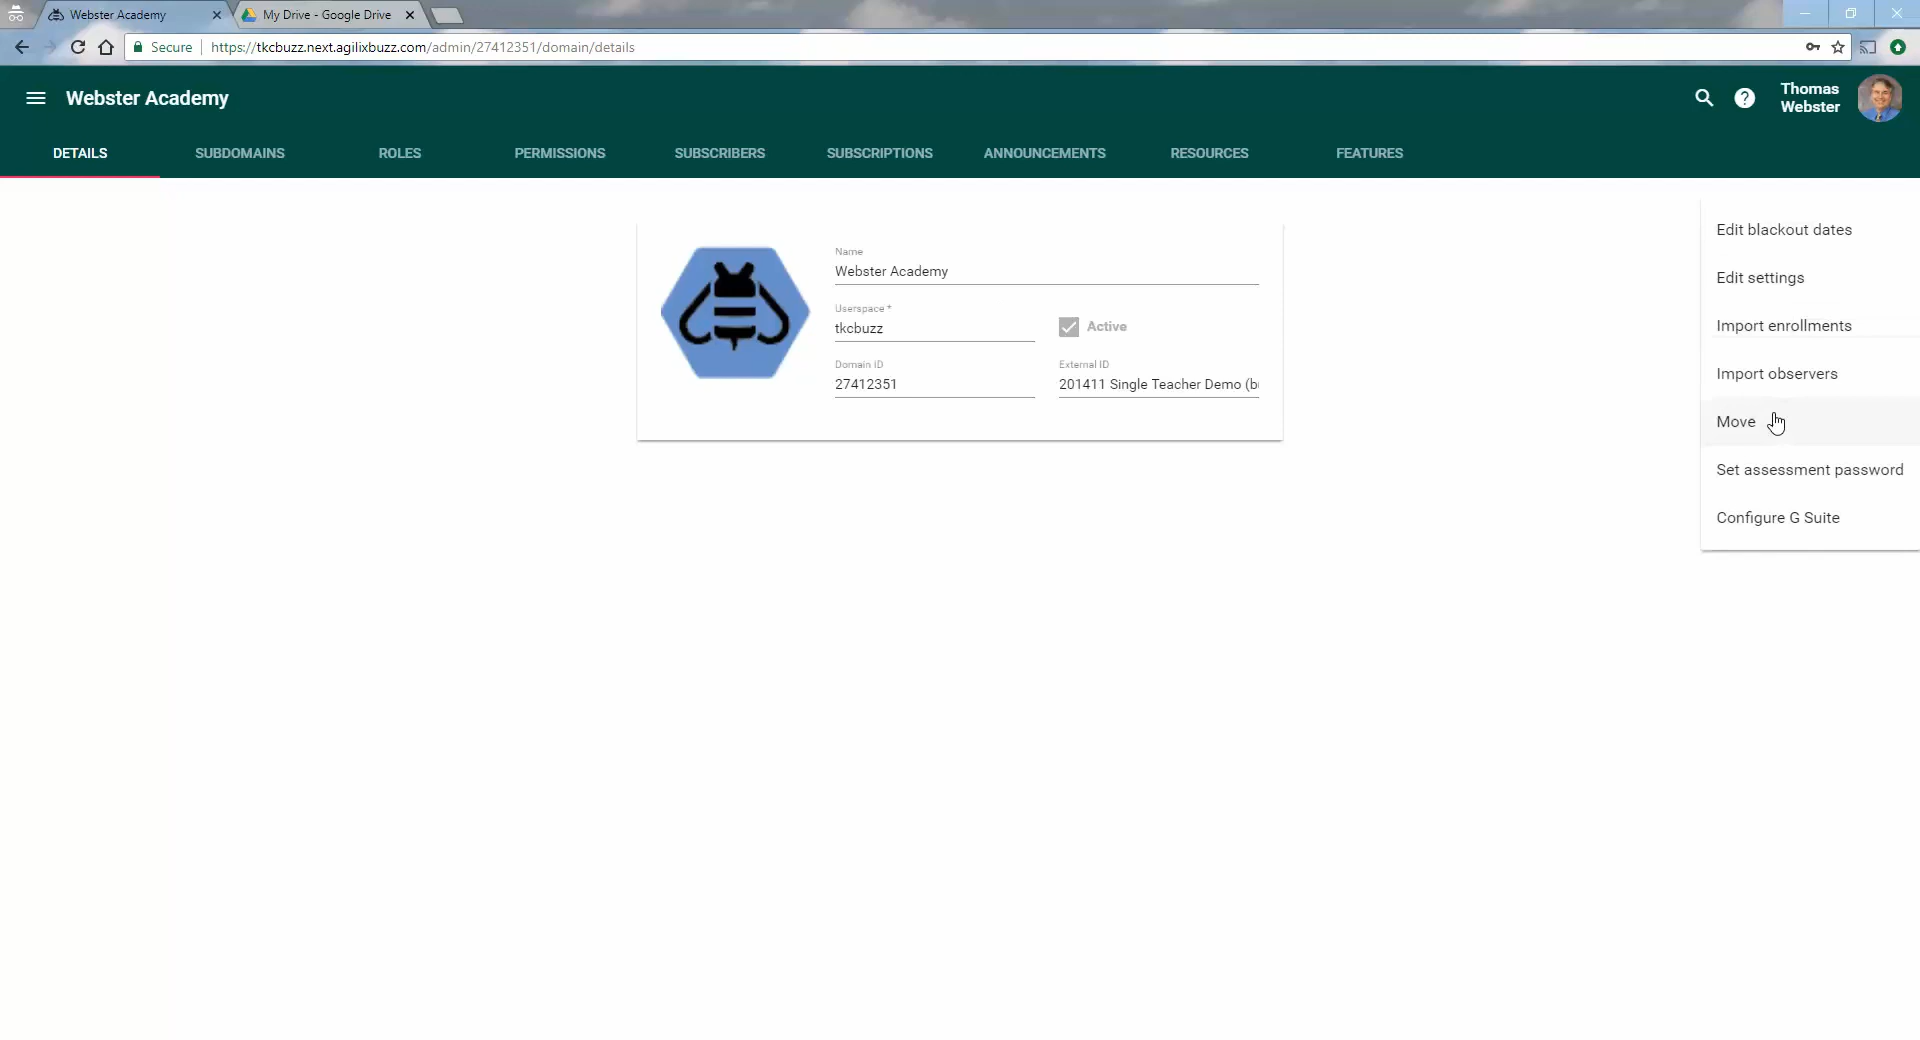 Webster Academy
My Drive - Google Drive
Secure https://tkcbuzz.next.agilixbuzz.com/admin/27412351/domain/details
Webster Academy
Thomas
Webster
DETAILS SUBDOMAINS ROLES PERMISSIONS SUBSCRIBERS SUBSCRIPTIONS ANNOUNCEMENTS RESOURCES FEATURES
Name
Webster Academy
Userspace *
tkcbuzz
Active
Domain ID
27412351
External ID
201411 Single Teacher Demo (b
Edit blackout dates
Edit settings
Import enrollments
Import observers
Move
Set assessment password
Configure G Suite